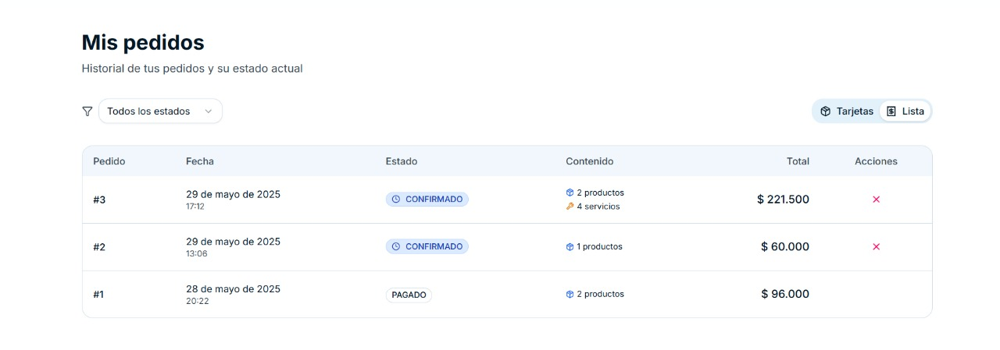 Mis pedidos
Historial de tus pedidos y su estado actual
Todos los estados
Tarjetas Lista
Pedido Fecha Estado Contenido Total Acciones
#3 29 de mayo de 2025 17:12 CONFIRMADO 2 productos 4 servicios $ 221.500
#2 29 de mayo de 2025 13:06 CONFIRMADO 1 productos $ 60.000
#1 28 de mayo de 2025 20:22 PAGADO 2 productos $ 96.000